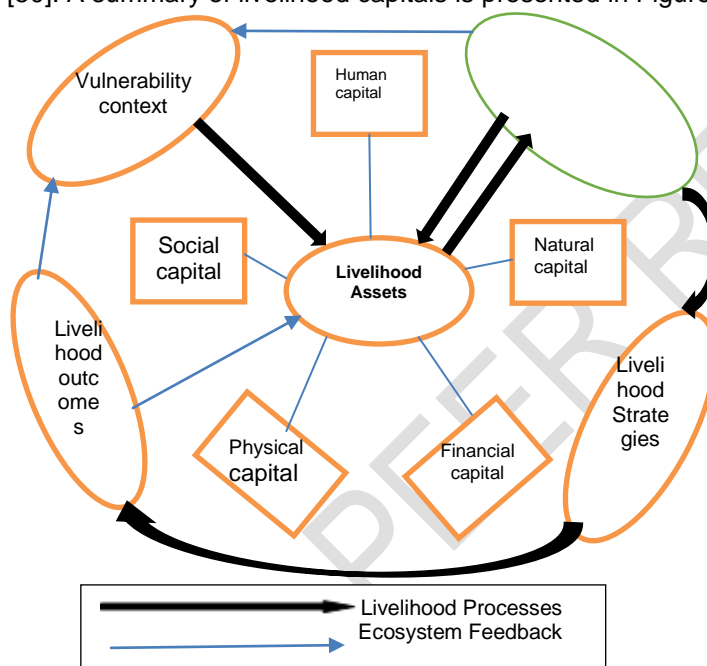 [30]. A summary of livelihood capitals is presented in Figure
Vulnerability
context
Human
capital
Social
capital
Livelihood
Assets
Natural
capital
Liveli
hood
outc
ome
s
Liveli
hood
Strate
gies
Physical
capital
Financial
capital
PEER RE
Livelihood Processes
Ecosystem Feedback